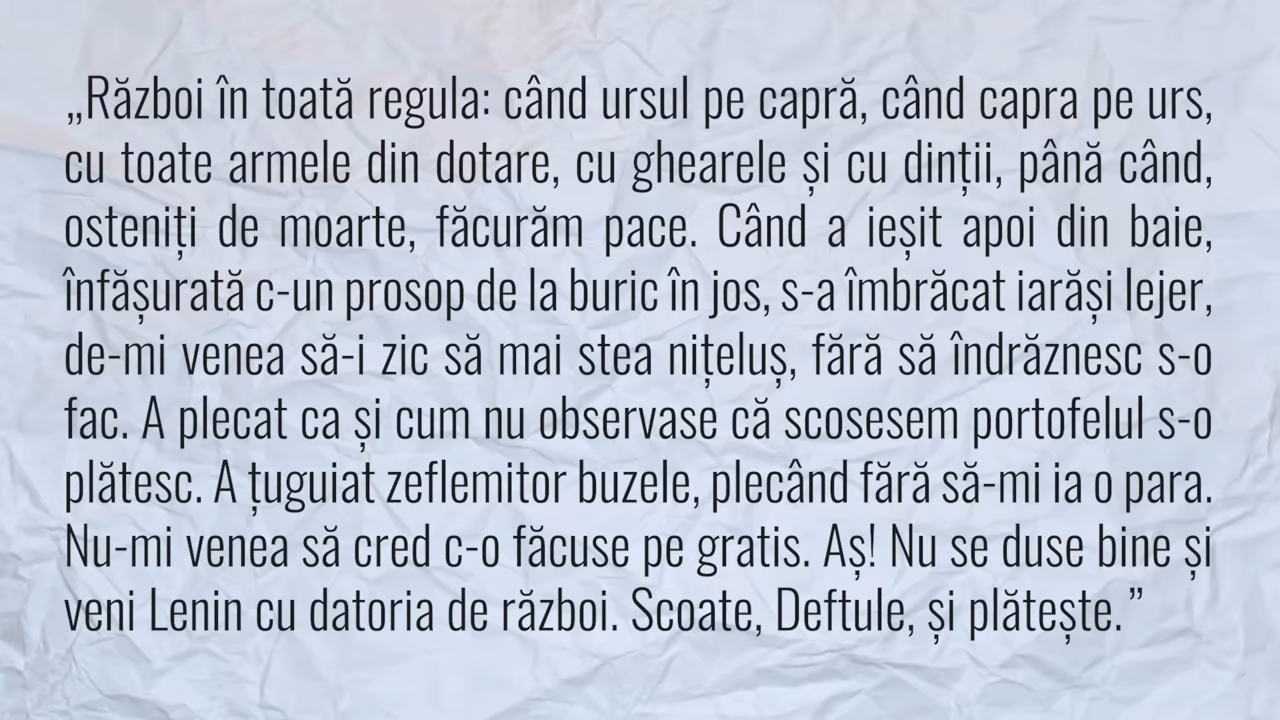 „Război în toată regula: când ursul pe capră, când capra pe urs,
cu toate armele din dotare, cu ghearele și cu dinții, până când,
osteniți de moarte, făcurăm pace. Când a ieșit apoi din baie,
înfășurată c-un prosop de la buric în jos, s-a îmbrăcat iarăși lejer,
de-mi venea să-i zic să mai stea nițeluș, fără să îndrăznesc s-o
fac. A plecat ca și cum nu observase că scosesem portofelul s-o
plătesc. A țuguiat zeflemitor buzele, plecând fără să-mi ia o para.
Nu-mi venea să cred c-o făcuse pe gratis. Aș! Nu se duse bine și
veni Lenin cu datoria de război. Scoate, Deftule, și plătește.”